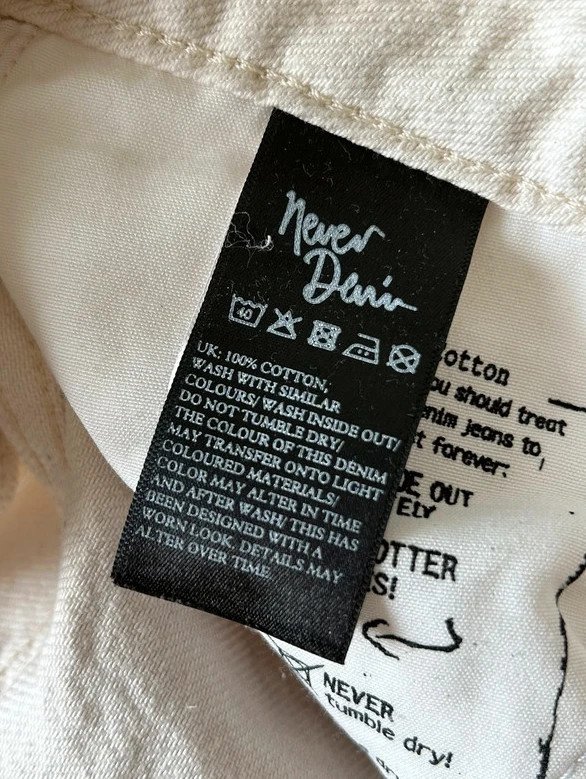 Never
Denim
40
UK: 100% COTTON,
WASH WITH SIMILAR
COLOURS/ WASH INSIDE OUT/
DO NOT TUMBLE DRY/
THE COLOUR OF THIS DENIM
MAY TRANSFER ONTO LIGHT
COLOURED MATERIALS/
COLOR MAY ALTER IN TIME
AND AFTER WASH/ THIS HAS
BEEN DESIGNED WITH A
WORN LOOK, DETAILS MAY
ALTER OVER TIME.
otton
ou should treat
enim jeans to
t forever:
DE OUT
ELY
OTTER
ES!
NEVER
tumble dry!